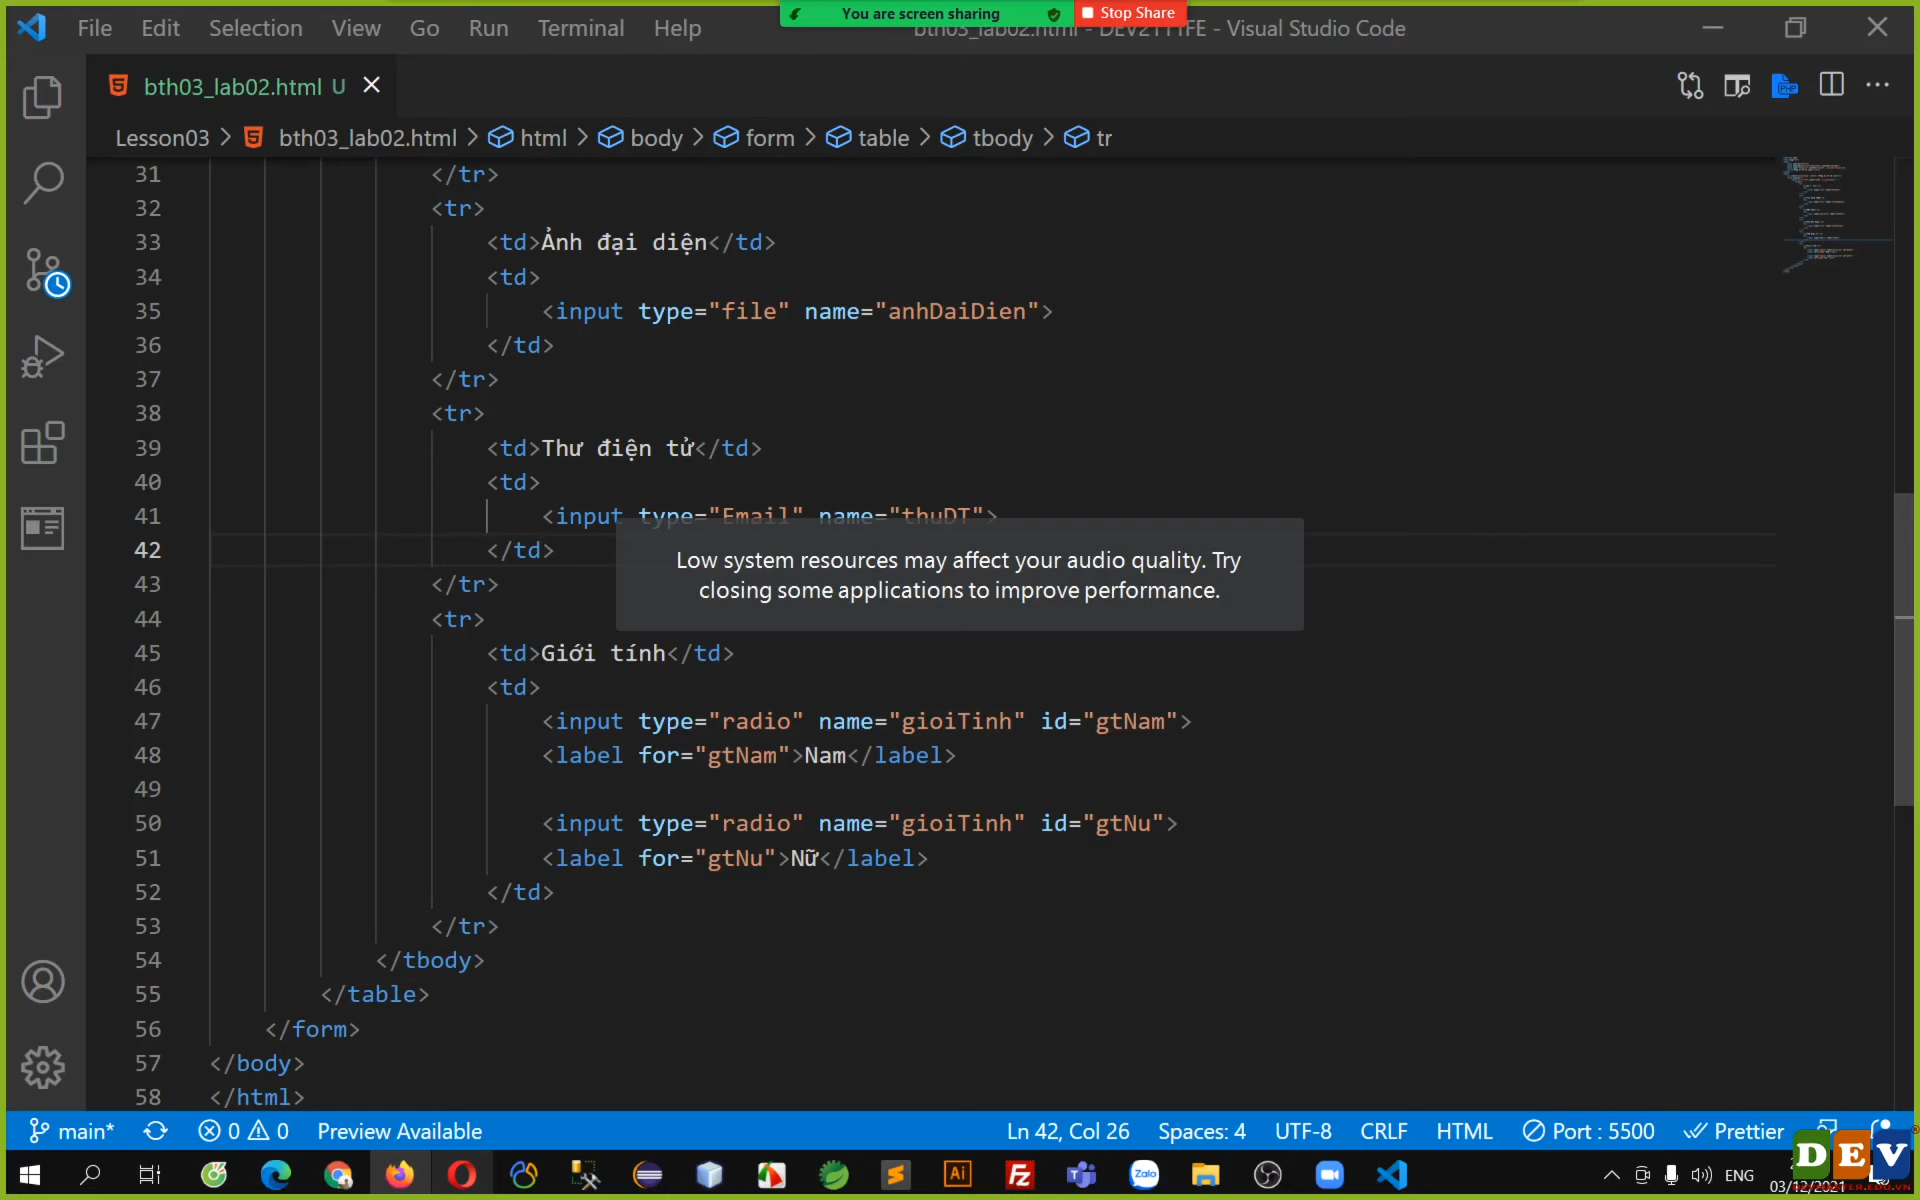 You are screen sharing
Stop Share
File Edit Selection View Go Run Terminal Help
bth03_lab02.html - DEV2111FE - Visual Studio Code
bth03_lab02.html U
Lesson03 > bth03_lab02.html > html > body > form > table > tbody > tr
31 </tr>
32 <tr>
33 <td>Ảnh đại diện</td>
34 <td>
35 <input type="file" name="anhDaiDien">
36 </td>
37 </tr>
38 <tr>
39 <td>Thư điện tử</td>
40 <td>
41 <input type="Email" name="thuDT">
42 </td>
43 </tr>
44 <tr>
45 <td>Giới tính</td>
46 <td>
47 <input type="radio" name="gioiTinh" id="gtNam">
48 <label for="gtNam">Nam</label>
49
50 <input type="radio" name="gioiTinh" id="gtNu">
51 <label for="gtNu">Nữ</label>
52 </td>
53 </tr>
54 </tbody>
55 </table>
56 </form>
57 </body>
58 </html>
Low system resources may affect your audio quality. Try
closing some applications to improve performance.
main* 0 0 Preview Available Ln 42, Col 26 Spaces: 4 UTF-8 CRLF HTML Port : 5500 Prettier
Ai Fz Zalo ENG
03/12/2021
DEV